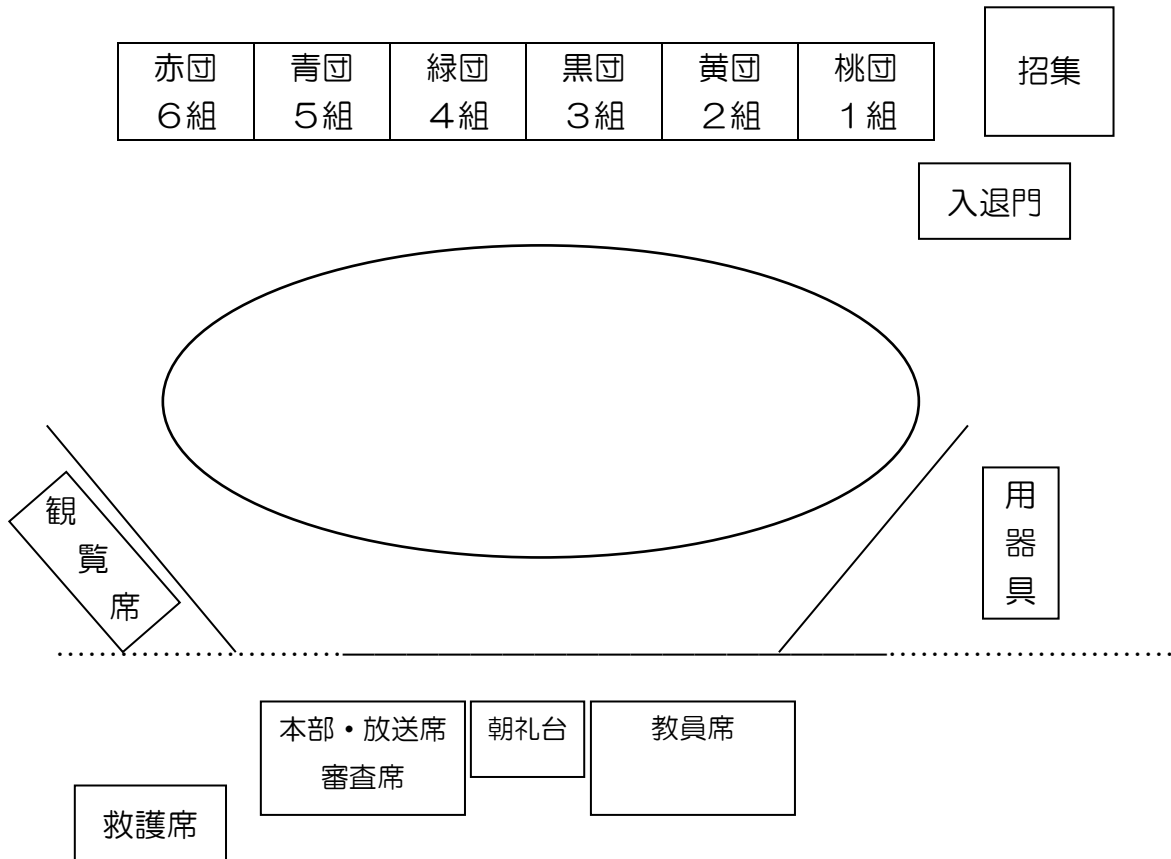 赤団
6組
青団
5組
緑団
4組
黒団
3組
黄団
2組
桃団
1組
招集
入退門
観覧席
用器具
本部・放送席
審査席
朝礼台
教員席
救護席